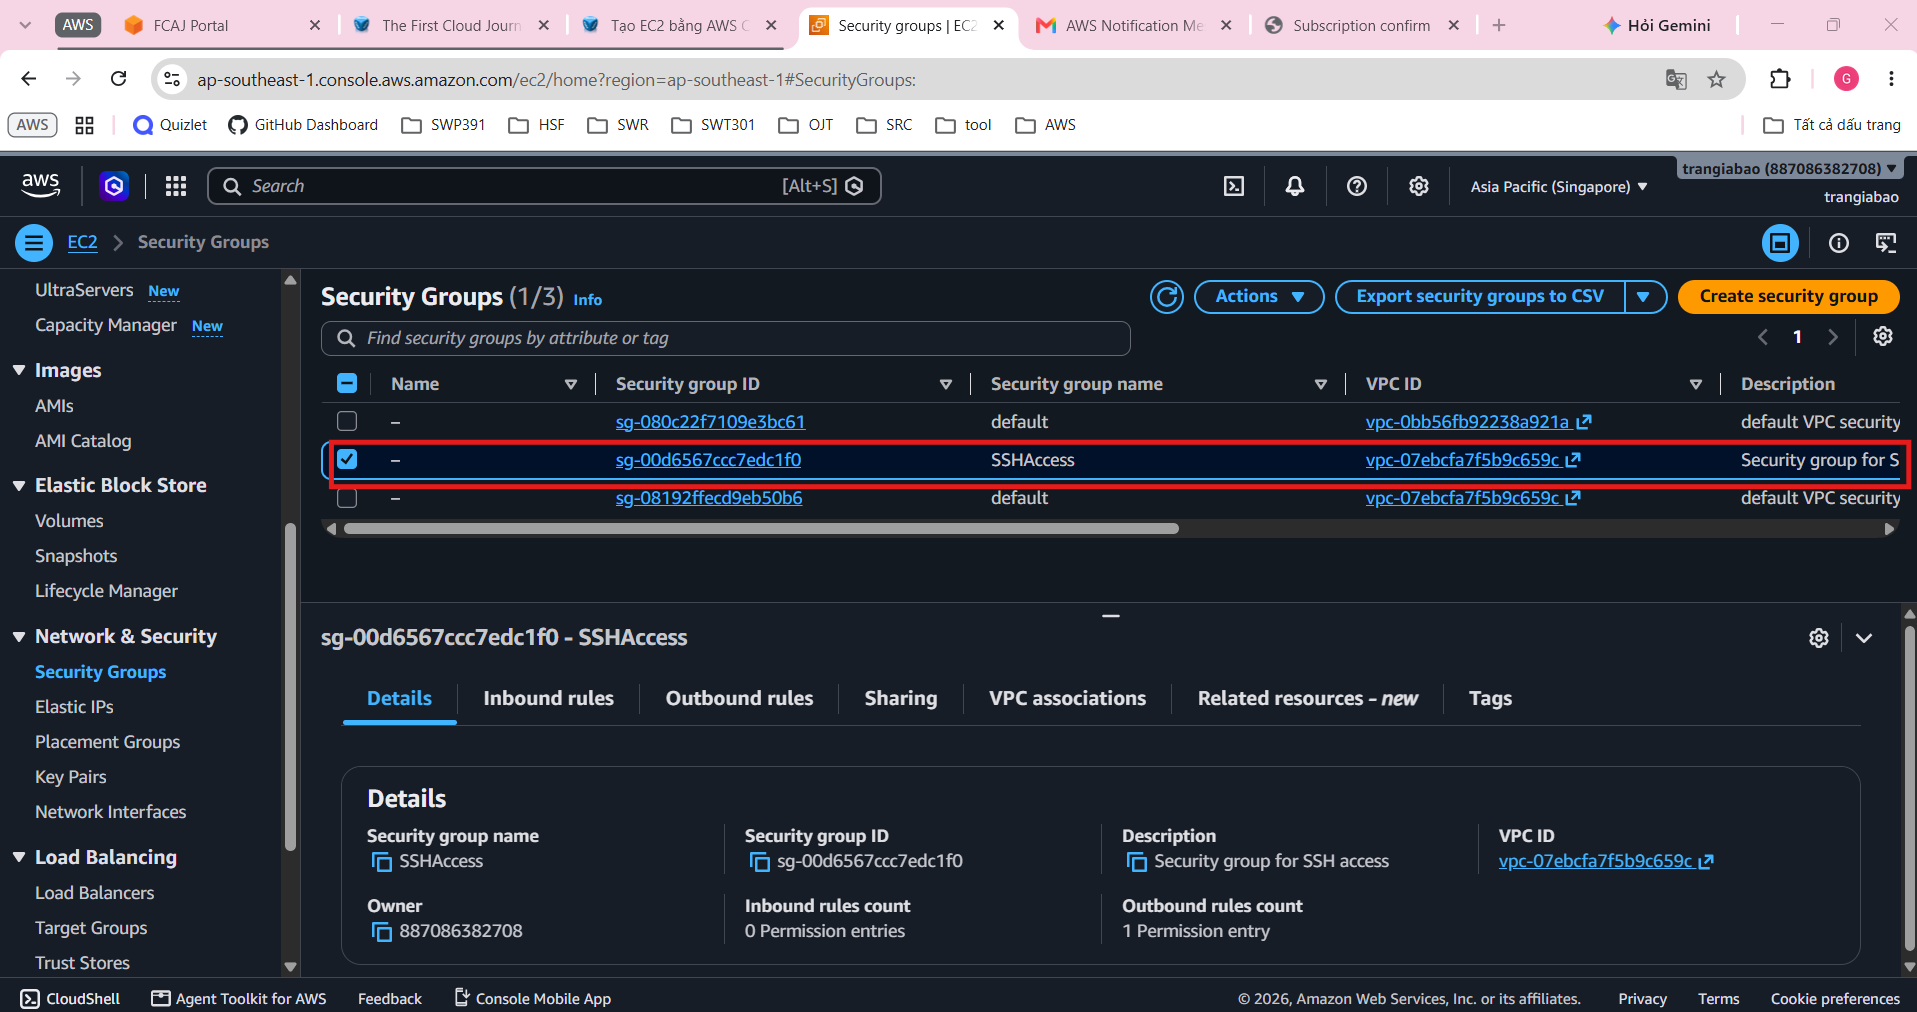 AWS
FCAJ Portal
The First Cloud Journ
Tạo EC2 bằng AWS C
Security groups | EC2
AWS Notification Me
Subscription confirm
Hỏi Gemini
ap-southeast-1.console.aws.amazon.com/ec2/home?region=ap-southeast-1#SecurityGroups:
G
AWS
Quizlet
GitHub Dashboard
SWP391
HSF
SWR
SWT301
OJT
SRC
tool
AWS
Tất cả dấu trang
aws
Search
[Alt+S]
Asia Pacific (Singapore)
trangiabao (887086382708)
trangiabao
EC2
Security Groups
UltraServers New
Capacity Manager New
Images
AMIs
AMI Catalog
Elastic Block Store
Volumes
Snapshots
Lifecycle Manager
Network & Security
Security Groups
Elastic IPs
Placement Groups
Key Pairs
Network Interfaces
Load Balancing
Load Balancers
Target Groups
Trust Stores
Security Groups (1/3) Info
Actions
Export security groups to CSV
Create security group
Find security groups by attribute or tag
1
Name Security group ID Security group name VPC ID Description
– sg-080c22f7109e3bc61 default vpc-0bb56fb92238a921a default VPC security
– sg-00d6567ccc7edc1f0 SSHAccess vpc-07ebcfa7f5b9c659c Security group for S
– sg-08192ffecd9eb50b6 default vpc-07ebcfa7f5b9c659c default VPC security
sg-00d6567ccc7edc1f0 - SSHAccess
Details Inbound rules Outbound rules Sharing VPC associations Related resources - new Tags
Details
Security group name
SSHAccess
Security group ID
sg-00d6567ccc7edc1f0
Description
Security group for SSH access
VPC ID
vpc-07ebcfa7f5b9c659c
Owner
887086382708
Inbound rules count
0 Permission entries
Outbound rules count
1 Permission entry
CloudShell
Agent Toolkit for AWS
Feedback
Console Mobile App
© 2026, Amazon Web Services, Inc. or its affiliates.
Privacy
Terms
Cookie preferences